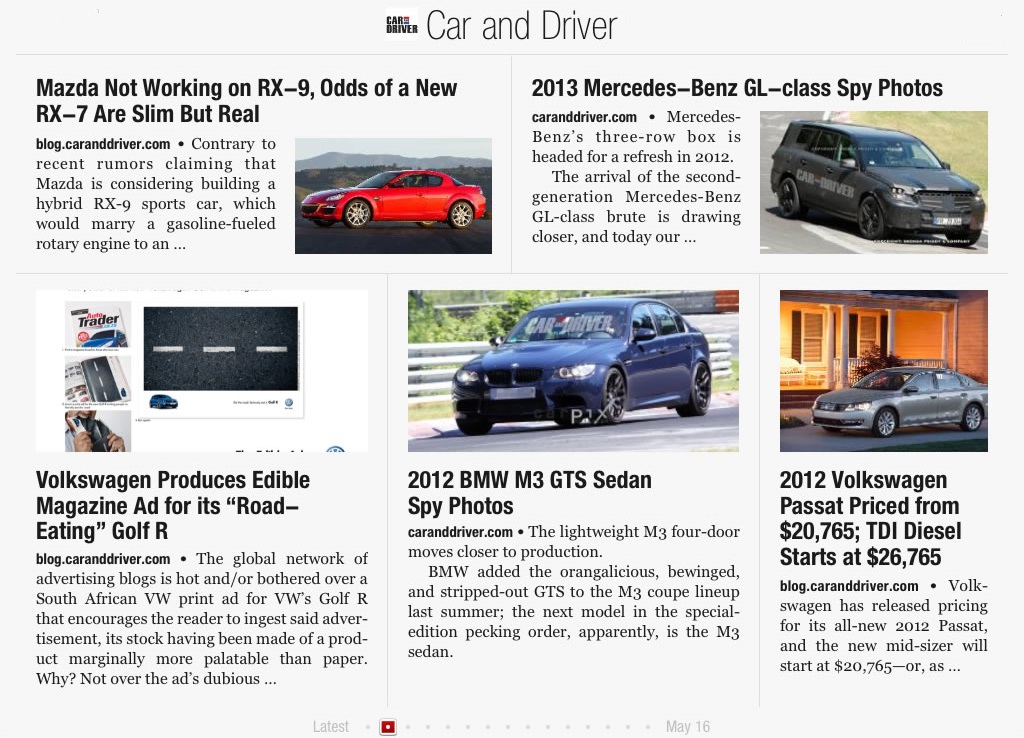 CAR AND DRIVER
Car and Driver
Mazda Not Working on RX–9, Odds of a New
RX–7 Are Slim But Real
blog.caranddriver.com • Contrary to
recent rumors claiming that
Mazda is considering building a
hybrid RX-9 sports car, which
would marry a gasoline-fueled
rotary engine to an ...
2013 Mercedes–Benz GL–class Spy Photos
caranddriver.com • Mercedes-
Benz’s three-row box is
headed for a refresh in 2012.
The arrival of the second-
generation Mercedes-Benz
GL-class brute is drawing
closer, and today our ...
CAR AND DRIVER
Auto
Trader
Volkswagen Produces Edible
Magazine Ad for its “Road–
Eating” Golf R
blog.caranddriver.com • The global network of
advertising blogs is hot and/or bothered over a
South African VW print ad for VW’s Golf R
that encourages the reader to ingest said adver-
tisement, its stock having been made of a prod-
uct marginally more palatable than paper.
Why? Not over the ad’s dubious ...
CAR AND DRIVER
2012 BMW M3 GTS Sedan
Spy Photos
caranddriver.com • The lightweight M3 four-door
moves closer to production.
BMW added the orangalicious, bewinged,
and stripped-out GTS to the M3 coupe lineup
last summer; the next model in the special-
edition pecking order, apparently, is the M3
sedan.
2012 Volkswagen
Passat Priced from
$20,765; TDI Diesel
Starts at $26,765
blog.caranddriver.com • Volk-
swagen has released pricing
for its all-new 2012 Passat,
and the new mid-sizer will
start at $20,765—or, as ...
Latest
May 16